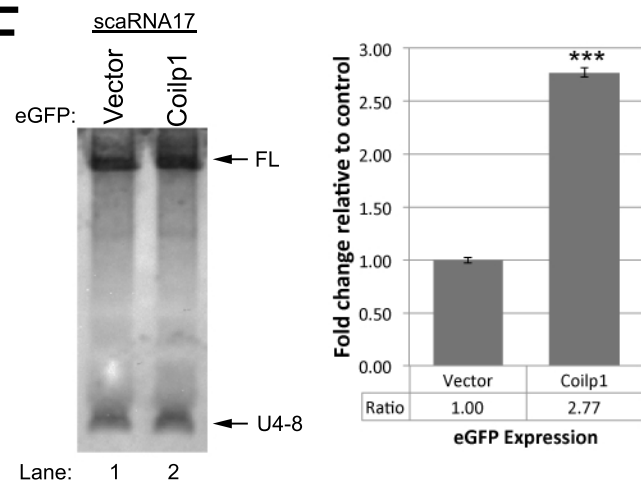 scaRNA17
eGFP:
Vector
Coilp1
FL
U4-8
Lane: 1 2
Fold change relative to control
3.00
***
2.50
2.00
1.50
1.00
0.50
0.00
Vector Coilp1
Ratio 1.00 2.77
eGFP Expression